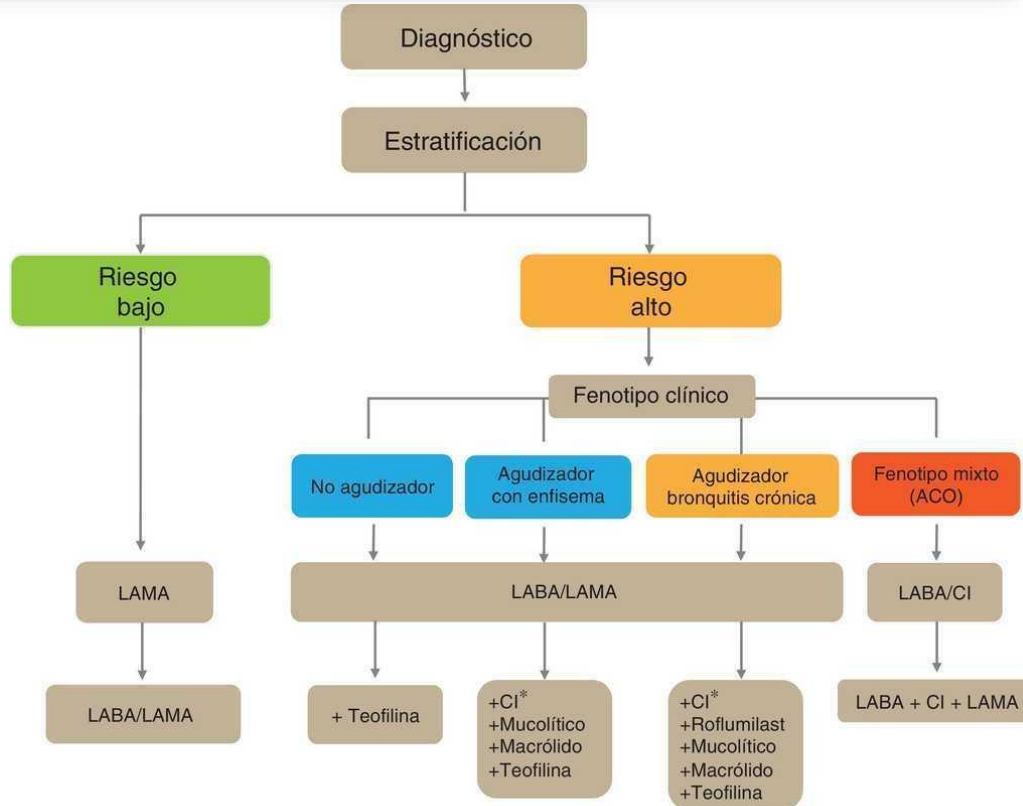 Diagnóstico
Estratificación
Riesgo
bajo
Riesgo
alto
Fenotipo clínico
No agudizador
Agudizador
con enfisema
Agudizador
bronquitis crónica
Fenotipo mixto
(ACO)
LAMA
LABA/LAMA
LABA/CI
LABA/LAMA
+ Teofilina
+CI*
+Mucolítico
+Macrólido
+Teofilina
+CI*
+Roflumilast
+Mucolítico
+Macrólido
+Teofilina
LABA + CI + LAMA